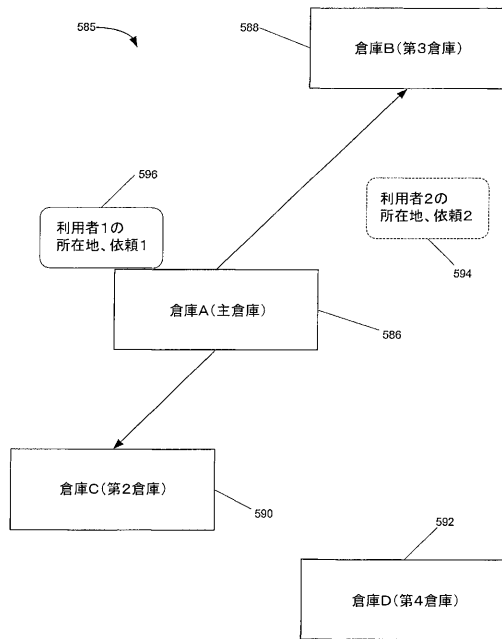 585
588
倉庫B(第3倉庫)
596
利用者1の
所在地、依頼1
利用者2の
所在地、依頼2
594
倉庫A(主倉庫)
586
倉庫C(第2倉庫)
590
592
倉庫D(第4倉庫)